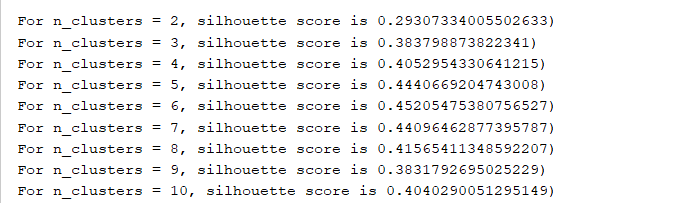 For n_clusters = 2, silhouette score is 0.29307334005502633)
For n_clusters = 3, silhouette score is 0.383798873822341)
For n_clusters = 4, silhouette score is 0.4052954330641215)
For n_clusters = 5, silhouette score is 0.4440669204743008)
For n_clusters = 6, silhouette score is 0.45205475380756527)
For n_clusters = 7, silhouette score is 0.44096462877395787)
For n_clusters = 8, silhouette score is 0.41565411348592207)
For n_clusters = 9, silhouette score is 0.3831792695025229)
For n_clusters = 10, silhouette score is 0.4040290051295149)